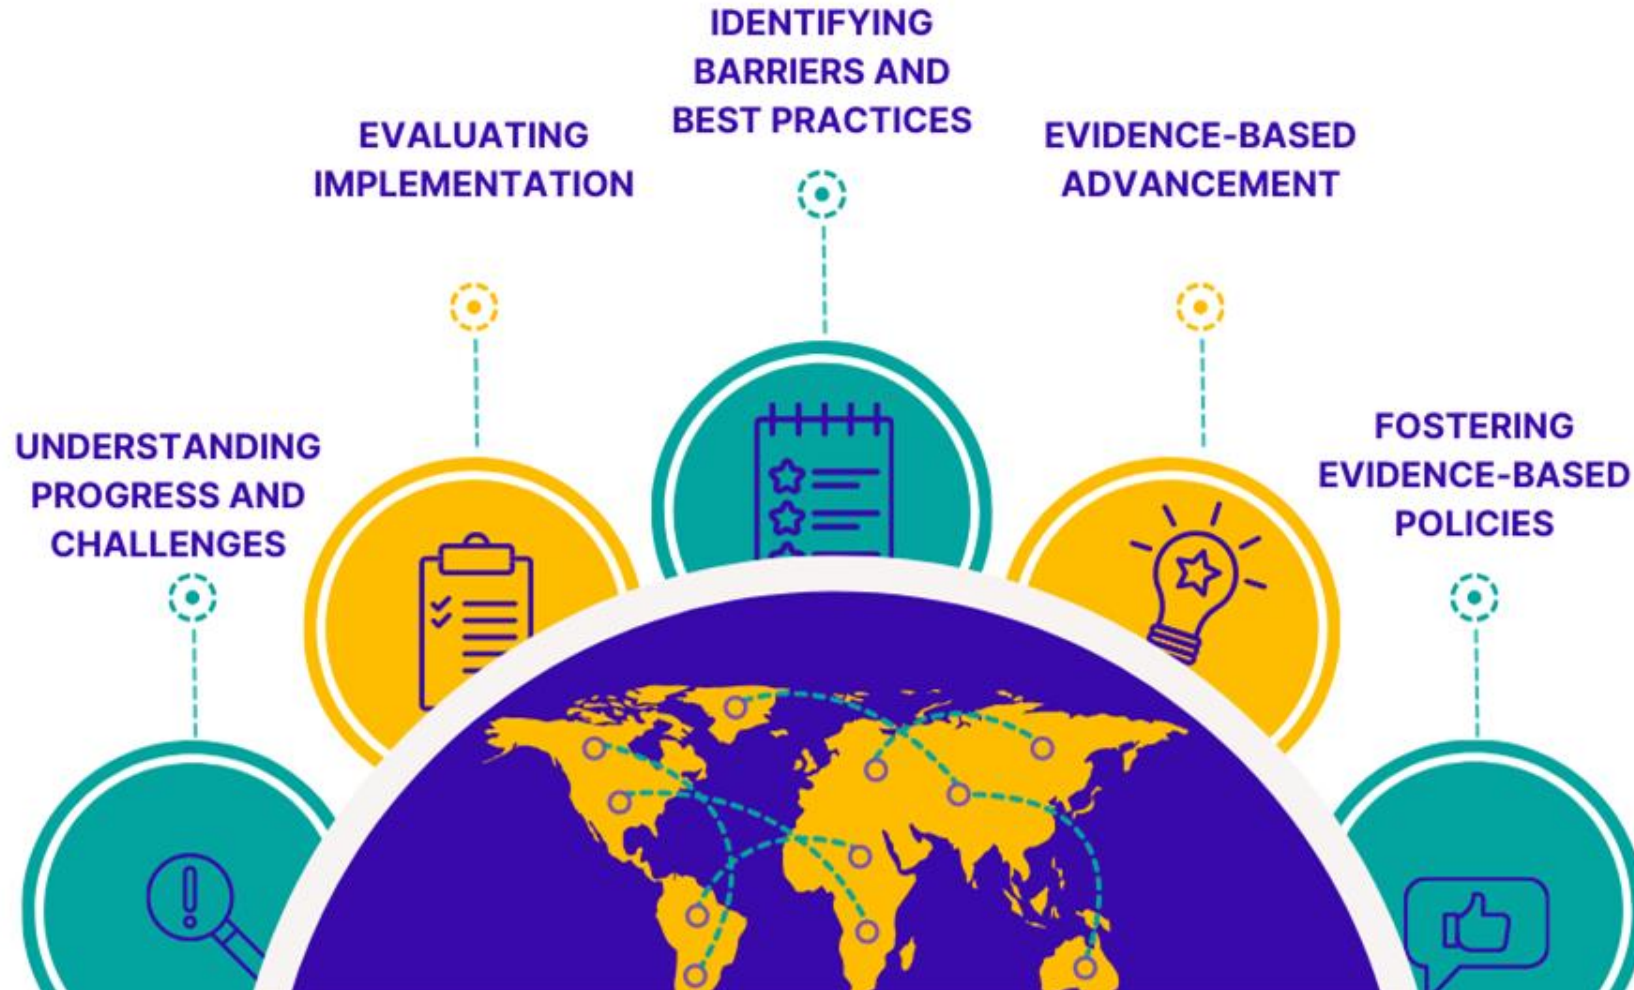 UNDERSTANDING
PROGRESS AND
CHALLENGES
EVALUATING
IMPLEMENTATION
IDENTIFYING
BARRIERS AND
BEST PRACTICES
EVIDENCE-BASED
ADVANCEMENT
FOSTERING
EVIDENCE-BASED
POLICIES